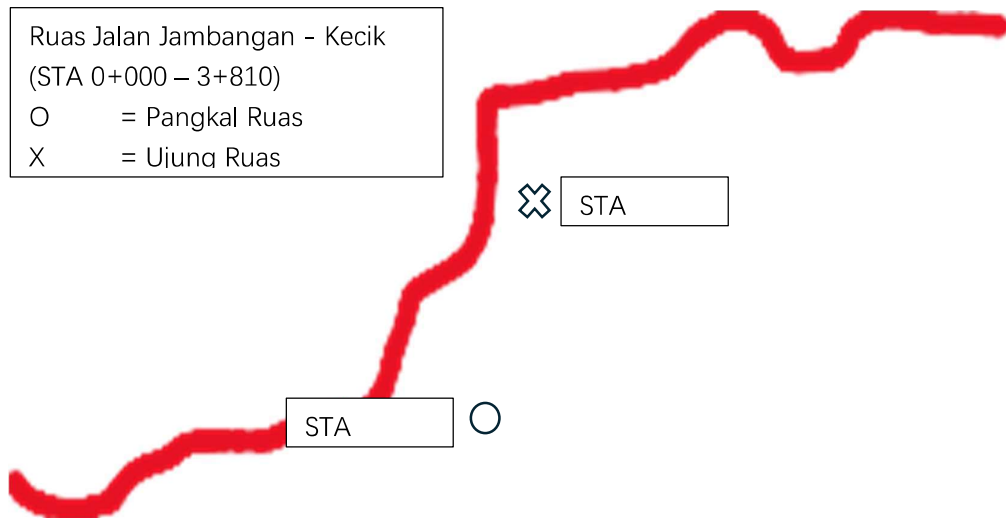 Ruas Jalan Jambangan - Kecik
(STA 0+000 – 3+810)
O = Pangkal Ruas
X = Ujung Ruas
STA
STA